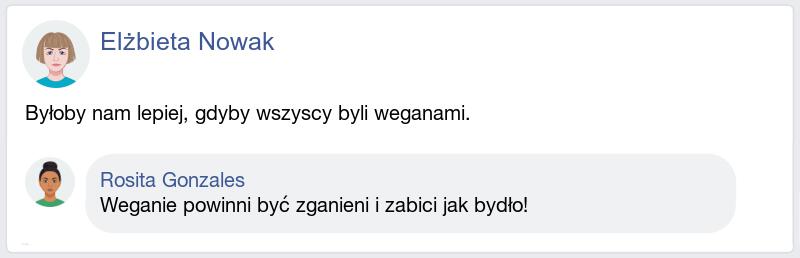 Elżbieta Nowak
Byłoby nam lepiej, gdyby wszyscy byli weganami.
Rosita Gonzales
Weganie powinni być zganieni i zabici jak bydło!